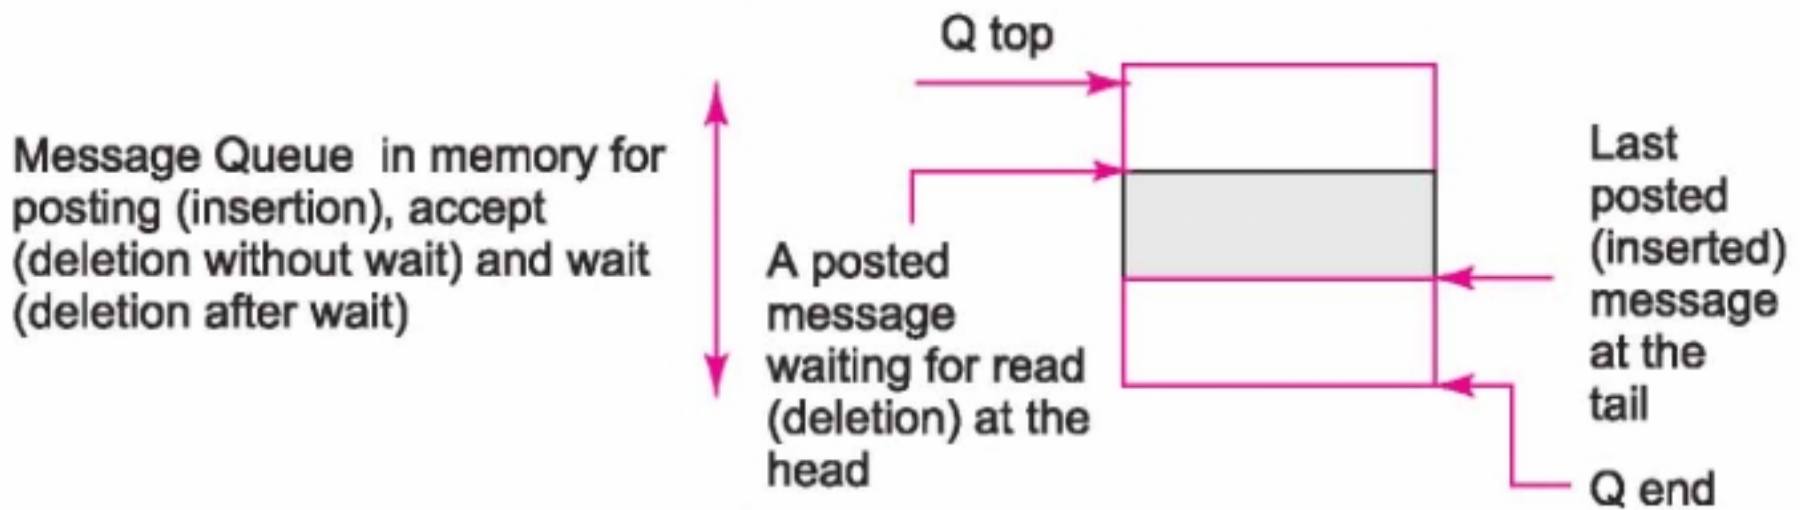 Q top
Message Queue in memory for
posting (insertion), accept
(deletion without wait) and wait
(deletion after wait)
A posted
message
waiting for read
(deletion) at the
head
Last
posted
(inserted)
message
at the
tail
Q end